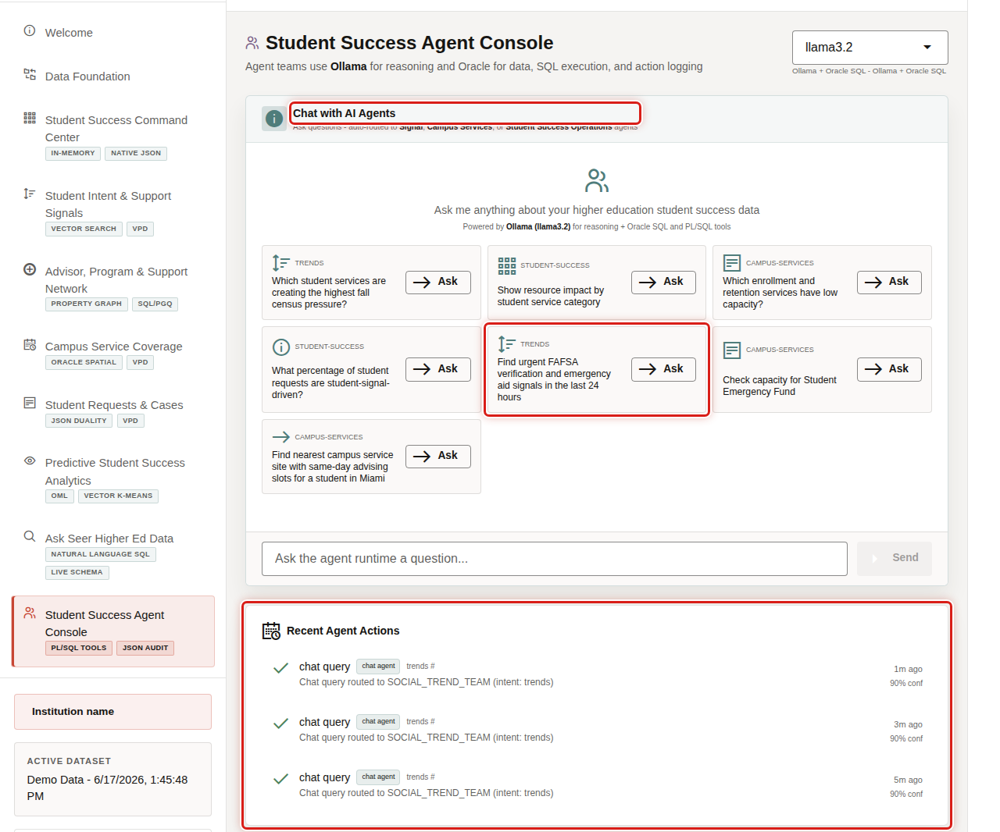 Welcome
Data Foundation
Student Success Command
Center
IN-MEMORY NATIVE JSON
Student Intent & Support
Signals
VECTOR SEARCH VPD
Advisor, Program & Support
Network
PROPERTY GRAPH SQL/PGQ
Campus Service Coverage
ORACLE SPATIAL VPD
Student Requests & Cases
JSON DUALITY VPD
Predictive Student Success
Analytics
OML VECTOR K-MEANS
Ask Seer Higher Ed Data
NATURAL LANGUAGE SQL
LIVE SCHEMA
Student Success Agent
Console
PL/SQL TOOLS JSON AUDIT
Institution name
ACTIVE DATASET
Demo Data - 6/17/2026, 1:45:48
PM
Student Success Agent Console
Agent teams use Ollama for reasoning and Oracle for data, SQL execution, and action logging
llama3.2
Ollama + Oracle SQL - Ollama + Oracle SQL
Chat with AI Agents
Ask questions - auto-routed to Signal, Campus Services, or Student Success Operations agents
Ask me anything about your higher education student success data
Powered by Ollama (llama3.2) for reasoning + Oracle SQL and PL/SQL tools
TRENDS
Which student services are
creating the highest fall
census pressure?
Ask
STUDENT-SUCCESS
Show resource impact by
student service category
Ask
CAMPUS-SERVICES
Which enrollment and
retention services have low
capacity?
Ask
STUDENT-SUCCESS
What percentage of student
requests are student-signal-
driven?
Ask
TRENDS
Find urgent FAFSA
verification and emergency
aid signals in the last 24
hours
Ask
CAMPUS-SERVICES
Check capacity for Student
Emergency Fund
Ask
CAMPUS-SERVICES
Find nearest campus service
site with same-day advising
slots for a student in Miami
Ask
Ask the agent runtime a question...
Send
Recent Agent Actions
chat query chat agent trends #
Chat query routed to SOCIAL_TREND_TEAM (intent: trends)
1m ago
90% conf
chat query chat agent trends #
Chat query routed to SOCIAL_TREND_TEAM (intent: trends)
3m ago
90% conf
chat query chat agent trends #
Chat query routed to SOCIAL_TREND_TEAM (intent: trends)
5m ago
90% conf